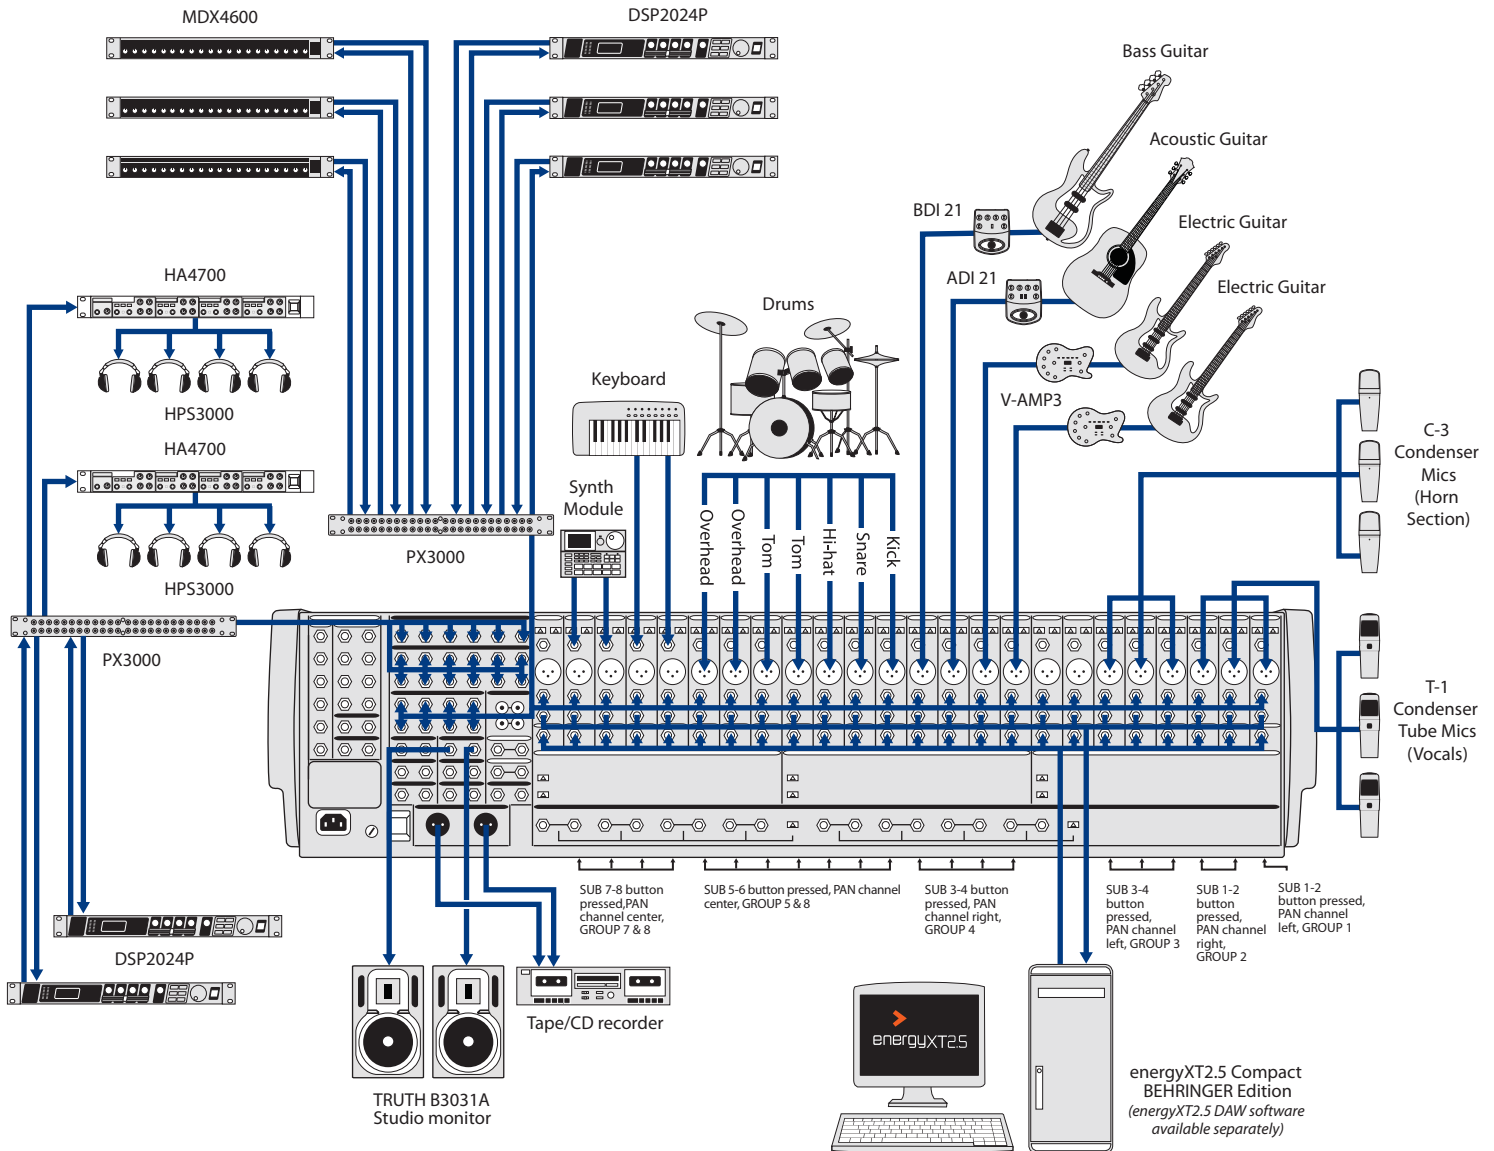 MDX4600
DSP2024P
Bass Guitar
Acoustic Guitar
BDI 21
Electric Guitar
HA4700
ADI 21
Electric Guitar
Drums
Keyboard
HPS3000
V-AMP3
HA4700
C-3
Condenser
Mics
(Horn
Section)
Synth
Module
Overhead
Overhead
Tom
Tom
Hi-hat
Snare
Kick
PX3000
HPS3000
PX3000
T-1
Condenser
Tube Mics
(Vocals)
SUB 7-8 button
pressed,PAN
channel center,
GROUP 7 & 8
SUB 5-6 button pressed, PAN channel
center, GROUP 5 & 8
SUB 3-4 button
pressed, PAN
channel right,
GROUP 4
SUB 3-4
button
pressed,
PAN channel
left, GROUP 3
SUB 1-2
button
pressed,
PAN channel
right,
GROUP 2
SUB 1-2
button pressed,
PAN channel
left, GROUP 1
DSP2024P
Tape/CD recorder
energyXT2.5
TRUTH B3031A
Studio monitor
energyXT2.5 Compact
BEHRINGER Edition
(energyXT2.5 DAW software
available separately)